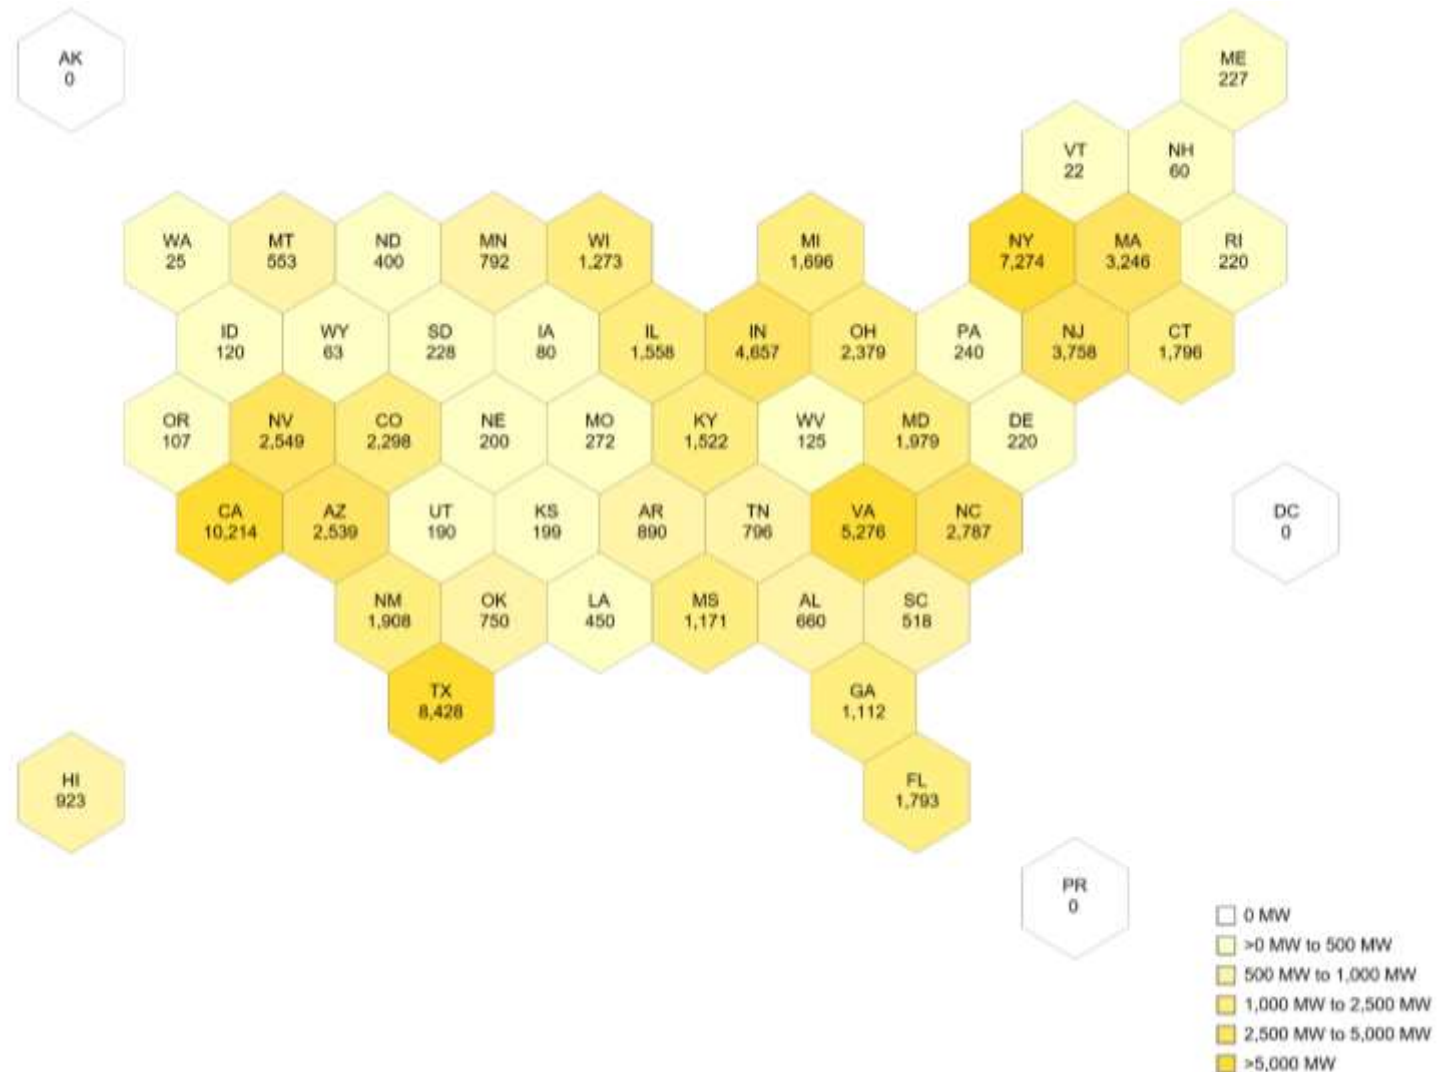 AK
0
ME
227
VT
22
NH
60
WA
25
MT
553
ND
400
MN
792
WI
1,273
MI
1,696
NY
7,274
MA
3,246
RI
220
ID
120
WY
63
SD
228
IA
80
IL
1,558
IN
4,657
OH
2,379
PA
240
NJ
3,758
CT
1,796
OR
107
NV
2,549
CO
2,298
NE
200
MO
272
KY
1,522
WV
125
MD
1,979
DE
220
CA
10,214
AZ
2,539
UT
190
KS
199
AR
890
TN
796
VA
5,276
NC
2,787
DC
0
NM
1,908
OK
750
LA
450
MS
1,171
AL
660
SC
518
TX
8,428
GA
1,112
HI
923
FL
1,793
PR
0
0 MW
>0 MW to 500 MW
500 MW to 1,000 MW
1,000 MW to 2,500 MW
2,500 MW to 5,000 MW
>5,000 MW